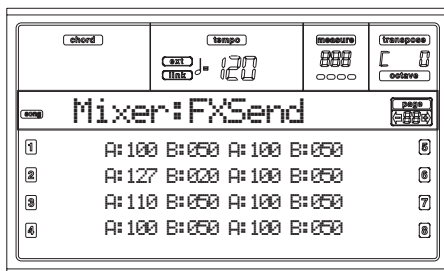 chord tempo measure transpose
ext link ♩= 120 888 C 0
octave
song Mixer:FXSend page
88
1 A:100 B:050 A:100 B:050 5
2 A:127 B:020 A:100 B:050 6
3 A:110 B:050 A:100 B:050 7
4 A:100 B:050 A:100 B:050 8